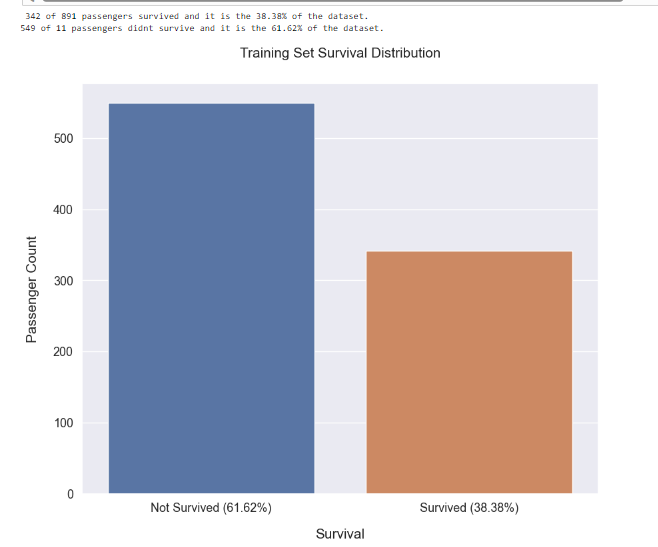 342 of 891 passengers survived and it is the 38.38% of the dataset.
549 of 11 passengers didnt survive and it is the 61.62% of the dataset.
Training Set Survival Distribution
500
400
300
200
100
0
Passenger Count
Not Survived (61.62%) Survived (38.38%)
Survival